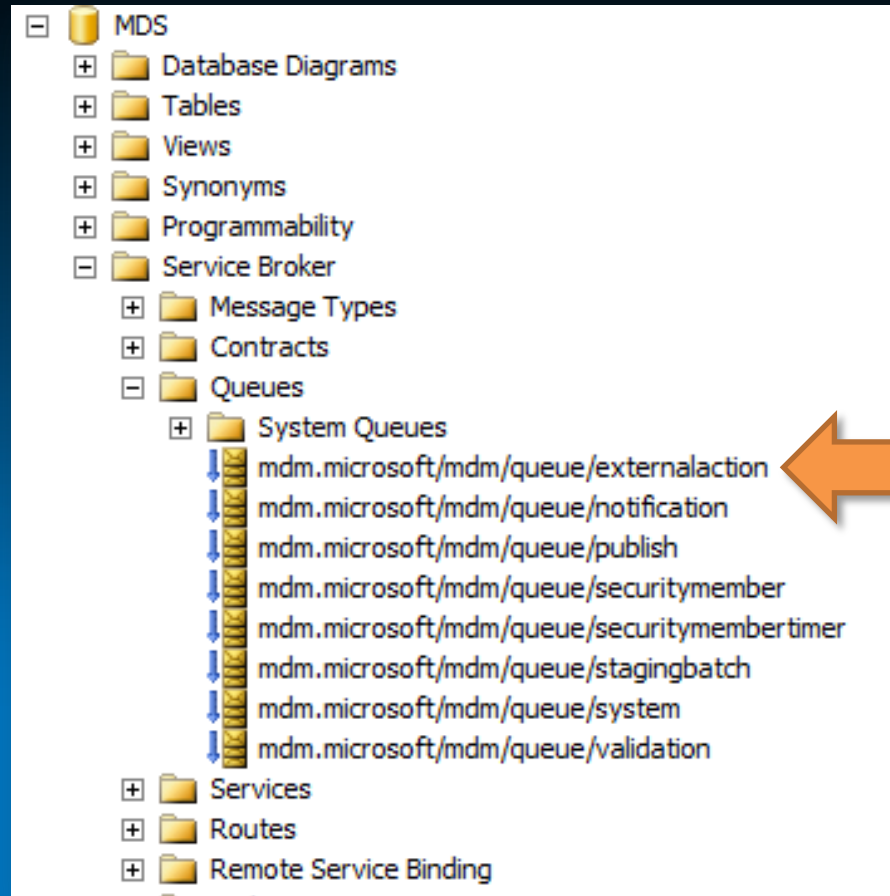 MDS
Database Diagrams
Tables
Views
Synonyms
Programmability
Service Broker
Message Types
Contracts
Queues
System Queues
mdm.microsoft/mdm/queue/externalaction
mdm.microsoft/mdm/queue/notification
mdm.microsoft/mdm/queue/publish
mdm.microsoft/mdm/queue/securitymember
mdm.microsoft/mdm/queue/securitymembertimer
mdm.microsoft/mdm/queue/stagingbatch
mdm.microsoft/mdm/queue/system
mdm.microsoft/mdm/queue/validation
Services
Routes
Remote Service Binding